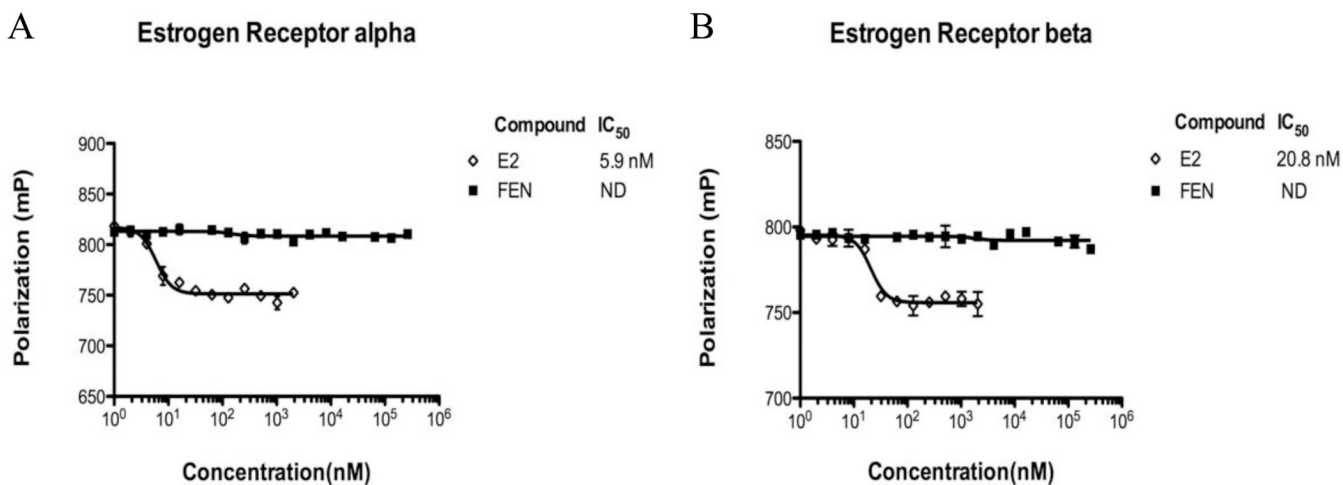 A
Estrogen Receptor alpha
Compound IC50
E2 5.9 nM
FEN ND
Polarization (mP)
900
850
800
750
700
650
10^0 10^1 10^2 10^3 10^4 10^5 10^6
Concentration(nM)
B
Estrogen Receptor beta
Compound IC50
E2 20.8 nM
FEN ND
Polarization (mP)
850
800
750
700
10^0 10^1 10^2 10^3 10^4 10^5 10^6
Concentration(nM)